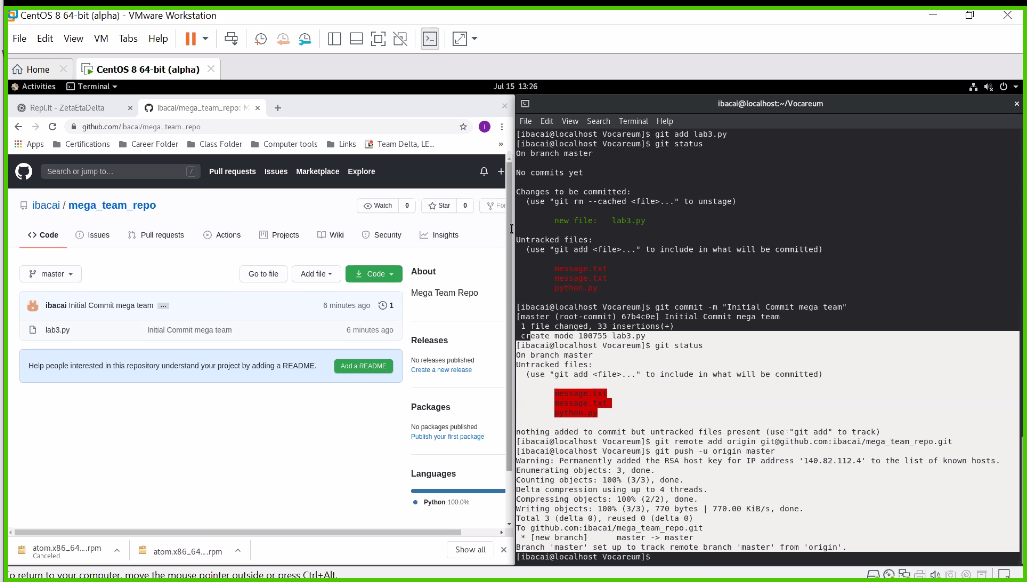 CentOS 8 64-bit (alpha) - VMware Workstation
File Edit View VM Tabs Help
Home
CentOS 8 64-bit (alpha)
Activities Terminal Jul 15 13:26
Repl.It - ZetaEtaDelta
ibacai/mega_team_repo: M
github.com/ibacai/mega_team_repo
Apps Certifications Career Folder Class Folder Computer tools Links Team Delta, LE... »
Search or jump to... / Pull requests Issues Marketplace Explore
ibacai / mega_team_repo
Watch 0 Star 0 For
Code Issues Pull requests Actions Projects Wiki Security Insights
master Go to file Add file Code
ibacai Initial Commit mega team ... 6 minutes ago 1
lab3.py Initial Commit mega team 6 minutes ago
Help people interested in this repository understand your project by adding a README. Add a README
About
Mega Team Repo
Releases
No releases published
Create a new release
Packages
No packages published
Publish your first package
Languages
Python 100.0%
atom.x86_64...rpm
Canceled
atom.x86_64...rpm
Show all
ibacai@localhost:~/Vocareum
File Edit View Search Terminal Help
[ibacai@localhost Vocareum]$ git add lab3.py
[ibacai@localhost Vocareum]$ git status
On branch master
No commits yet
Changes to be committed:
(use "git rm --cached <file>..." to unstage)
new file: lab3.py
Untracked files:
(use "git add <file>..." to include in what will be committed)
message.txt
message.txt
python.py
[ibacai@localhost Vocareum]$ git commit -m "Initial Commit mega team"
[master (root-commit) 67b4c0e] Initial Commit mega team
1 file changed, 33 insertions(+)
create mode 100755 lab3.py
[ibacai@localhost Vocareum]$ git status
On branch master
Untracked files:
(use "git add <file>..." to include in what will be committed)
message.txt
message.txt
python.py
nothing added to commit but untracked files present (use "git add" to track)
[ibacai@localhost Vocareum]$ git remote add origin git@github.com:ibacai/mega_team_repo.git
[ibacai@localhost Vocareum]$ git push -u origin master
Warning: Permanently added the RSA host key for IP address '140.82.112.4' to the list of known hosts.
Enumerating objects: 3, done.
Counting objects: 100% (3/3), done.
Delta compression using up to 4 threads.
Compressing objects: 100% (2/2), done.
Writing objects: 100% (3/3), 770 bytes | 770.00 KiB/s, done.
Total 3 (delta 0), reused 0 (delta 0)
To github.com:ibacai/mega_team_repo.git
* [new branch] master -> master
Branch 'master' set up to track remote branch 'master' from 'origin'.
[ibacai@localhost Vocareum]$
o return to your computer, move the mouse pointer outside or press Ctrl+Alt.